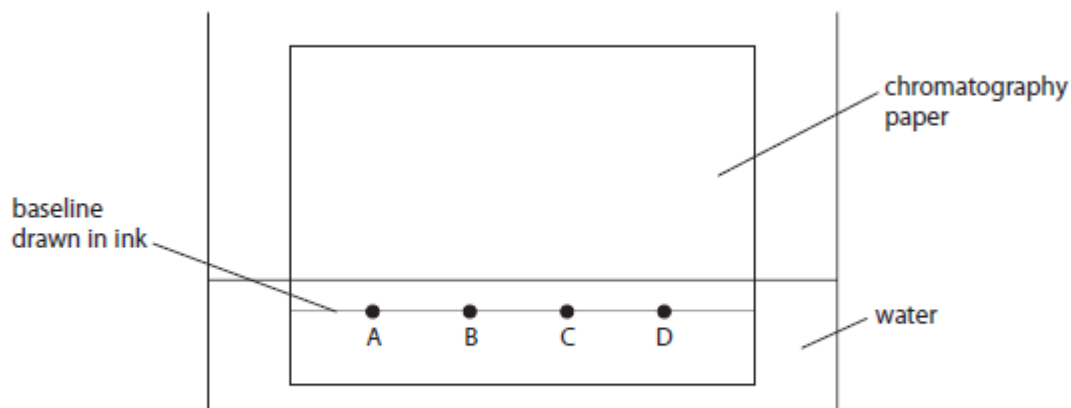 chromatography
paper
baseline
drawn in ink
A B C D
water